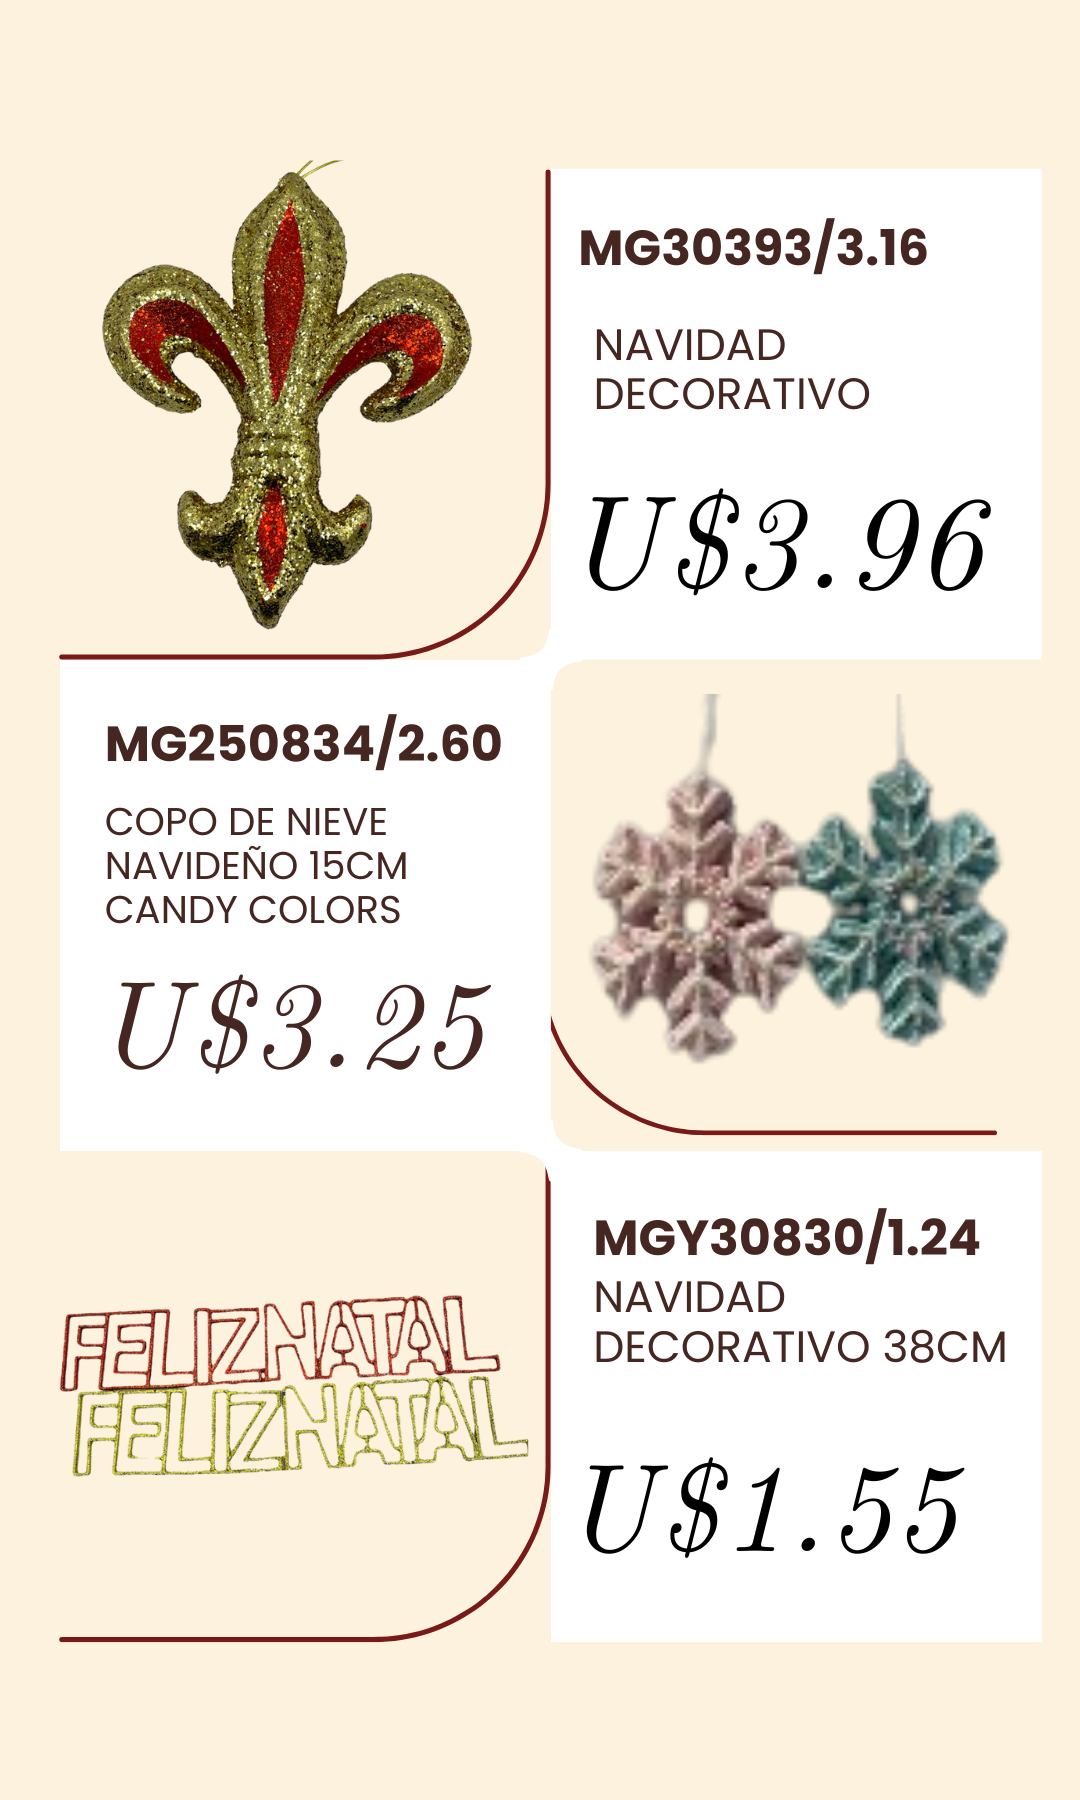 MG30393/3.16
NAVIDAD
DECORATIVO
U$3.96
MG250834/2.60
COPO DE NIEVE
NAVIDEÑO 15CM
CANDY COLORS
U$3.25
FELIZNATAL
FELIZNATAL
MGY30830/1.24
NAVIDAD
DECORATIVO 38CM
U$1.55